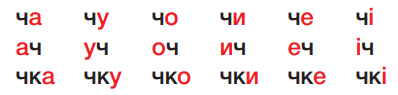 ча чу чо чи че чі
ач уч оч ич еч іч
чка чку чко чки чке чкі